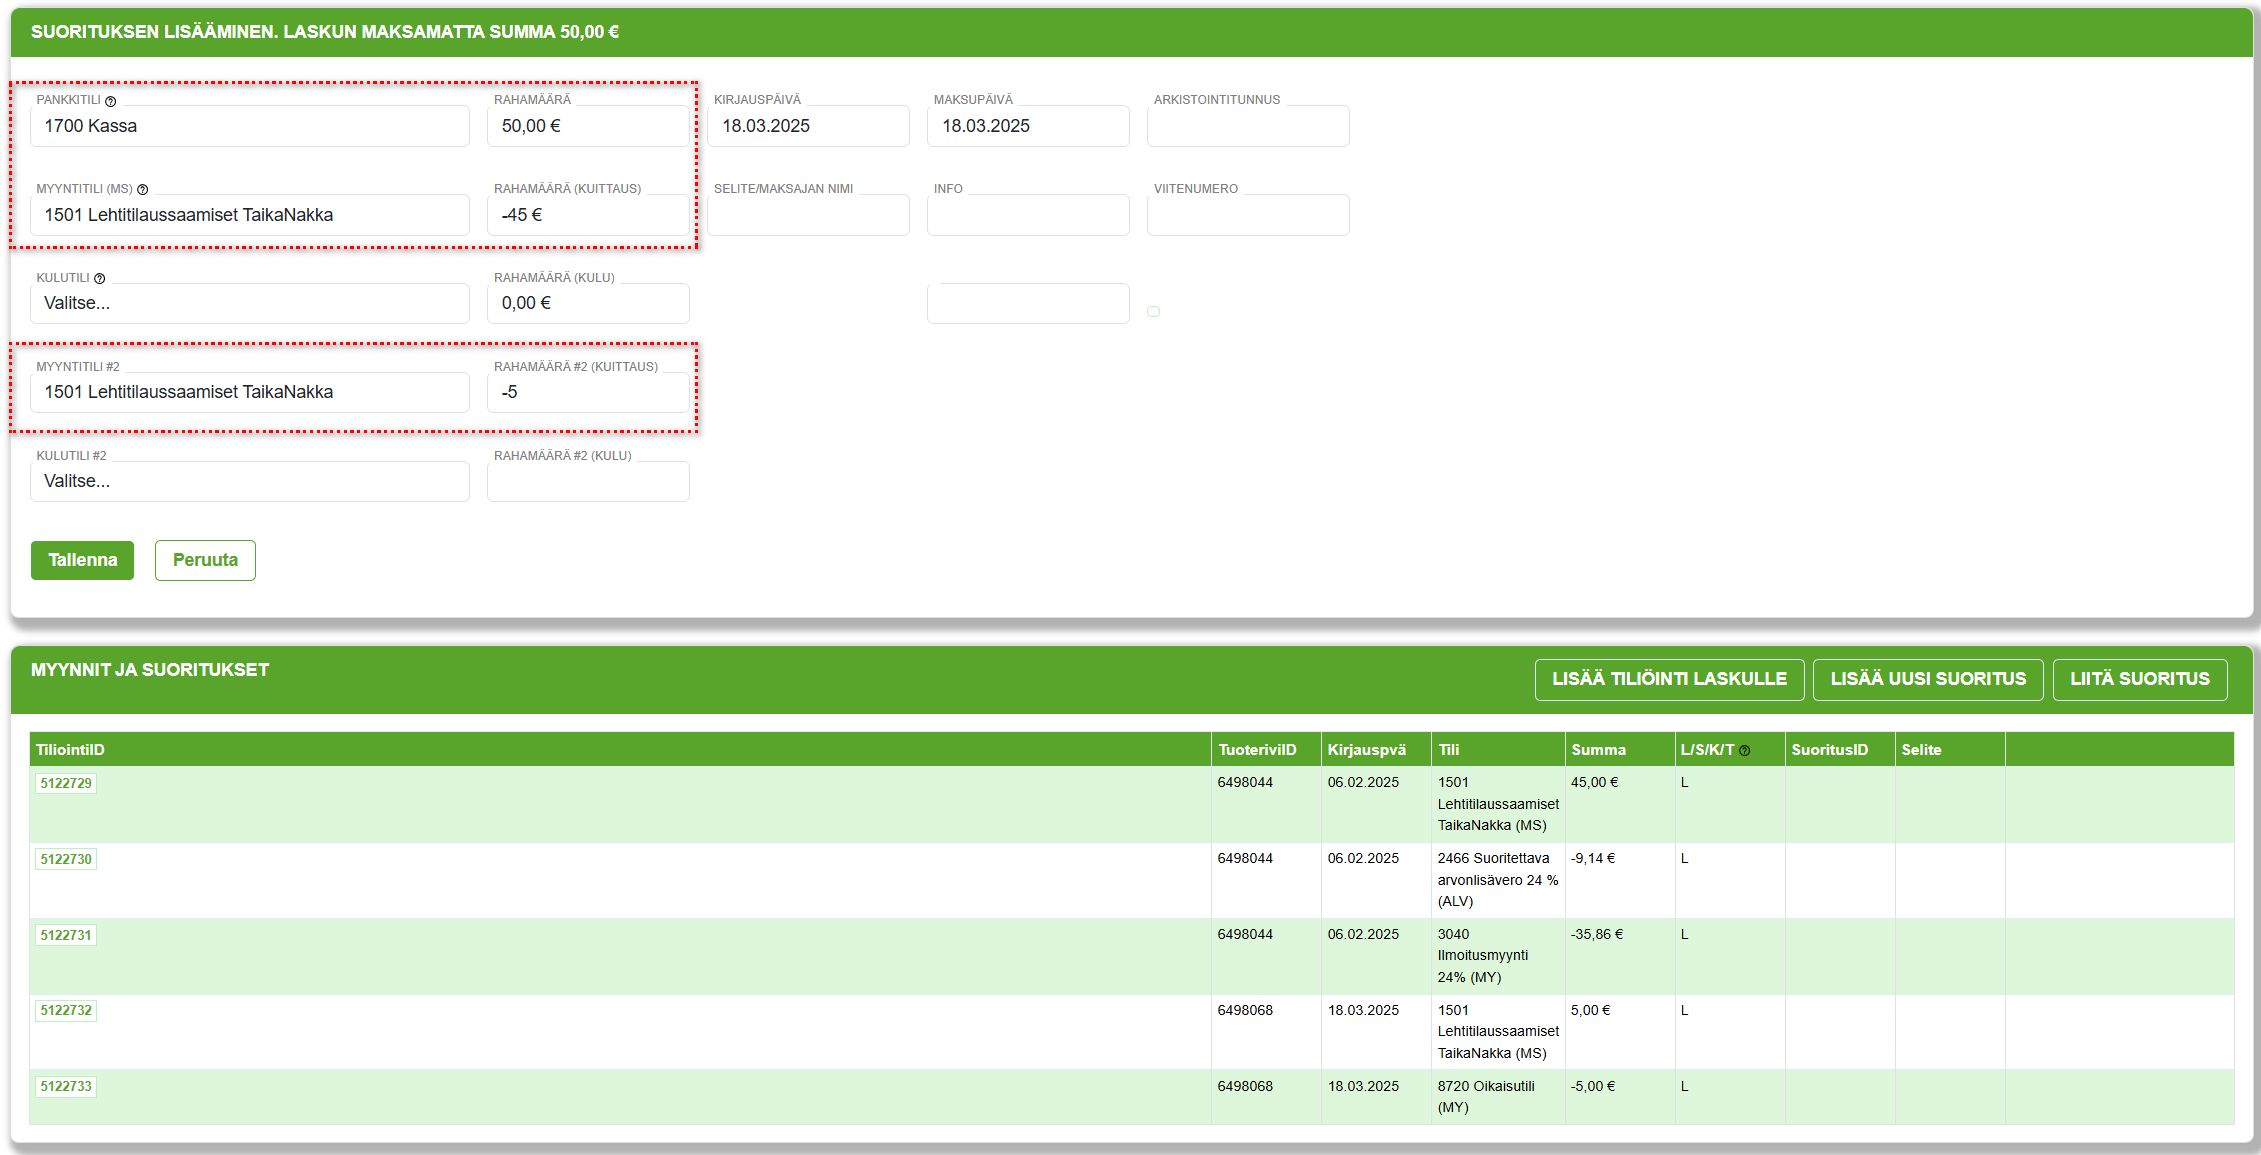 SUORITUKSEN LISÄÄMINEN. LASKUN MAKSAMATTA SUMMA 50,00 €
PANKKITILI RAHAMÄÄRÄ KIRJAUSPÄIVÄ MAKSUPÄIVÄ ARKISTOINTITUNNUS
1700 Kassa 50,00 € 18.03.2025 18.03.2025
MYYNTITILI (MS) RAHAMÄÄRÄ (KUITTAUS) SELITE/MAKSAJAN NIMI INFO VIITENUMERO
1501 Lehtitilaussaamiset TaikaNakka -45 €
KULUTILI RAHAMÄÄRÄ (KULU)
Valitse... 0,00 €
MYYNTITILI #2 RAHAMÄÄRÄ #2 (KUITTAUS)
1501 Lehtitilaussaamiset TaikaNakka -5
KULUTILI #2 RAHAMÄÄRÄ #2 (KULU)
Valitse...
Tallenna Peruuta
MYYNNIT JA SUORITUKSET LISÄÄ TILIÖINTI LASKULLE LISÄÄ UUSI SUORITUS LIITÄ SUORITUS
TiliointiID TuoteriviID Kirjauspvä Tili Summa L/S/K/T SuoritusID Selite
5122729 6498044 06.02.2025 1501 45,00 € L
Lehtitilaussaamiset
TaikaNakka (MS)
5122730 6498044 06.02.2025 2466 Suoritettava -9,14 € L
arvonlisävero 24 %
(ALV)
5122731 6498044 06.02.2025 3040 -35,86 € L
Ilmoitusmyynti
24% (MY)
5122732 6498068 18.03.2025 1501 5,00 € L
Lehtitilaussaamiset
TaikaNakka (MS)
5122733 6498068 18.03.2025 8720 Oikaisutili -5,00 € L
(MY)